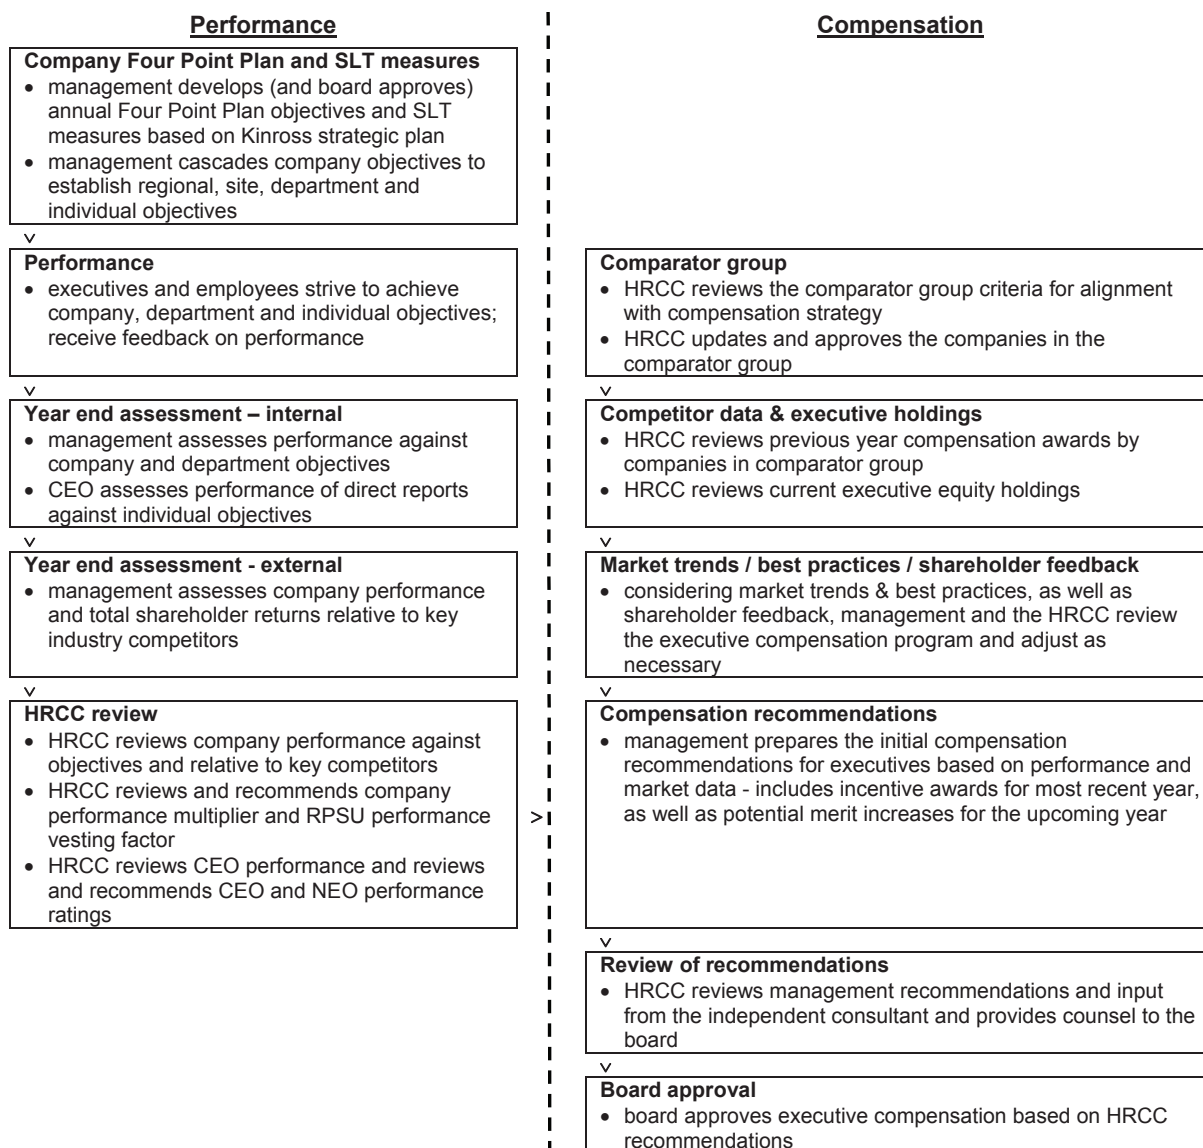 Performance
Company Four Point Plan and SLT measures
• management develops (and board approves)
annual Four Point Plan objectives and SLT
measures based on Kinross strategic plan
• management cascades company objectives to
establish regional, site, department and
individual objectives
v
Performance
• executives and employees strive to achieve
company, department and individual objectives;
receive feedback on performance
v
Year end assessment – internal
• management assesses performance against
company and department objectives
• CEO assesses performance of direct reports
against individual objectives
v
Year end assessment - external
• management assesses company performance
and total shareholder returns relative to key
industry competitors
v
HRCC review
• HRCC reviews company performance against
objectives and relative to key competitors
• HRCC reviews and recommends company
performance multiplier and RPSU performance
vesting factor
• HRCC reviews CEO performance and reviews
and recommends CEO and NEO performance
ratings
>
Compensation
Comparator group
• HRCC reviews the comparator group criteria for alignment
with compensation strategy
• HRCC updates and approves the companies in the
comparator group
v
Competitor data & executive holdings
• HRCC reviews previous year compensation awards by
companies in comparator group
• HRCC reviews current executive equity holdings
v
Market trends / best practices / shareholder feedback
• considering market trends & best practices, as well as
shareholder feedback, management and the HRCC review
the executive compensation program and adjust as
necessary
v
Compensation recommendations
• management prepares the initial compensation
recommendations for executives based on performance and
market data - includes incentive awards for most recent year,
as well as potential merit increases for the upcoming year
v
Review of recommendations
• HRCC reviews management recommendations and input
from the independent consultant and provides counsel to the
board
v
Board approval
• board approves executive compensation based on HRCC
recommendations